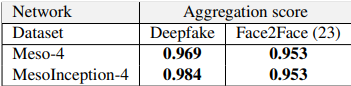 Network Aggregation score
Dataset Deepfake Face2Face (23)
Meso-4 0.969 0.953
MesoInception-4 0.984 0.953